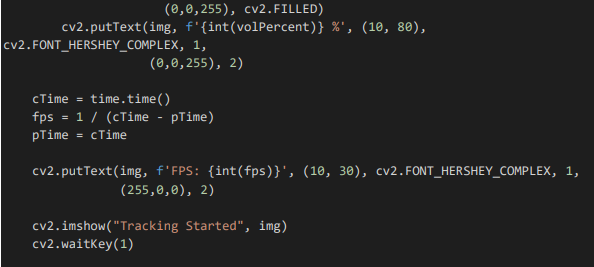 (0,0,255), cv2.FILLED)
cv2.putText(img, f'{int(volPercent)} %', (10, 80),
cv2.FONT_HERSHEY_COMPLEX, 1,
(0,0,255), 2)
cTime = time.time()
fps = 1 / (cTime - pTime)
pTime = cTime
cv2.putText(img, f'FPS: {int(fps)}', (10, 30), cv2.FONT_HERSHEY_COMPLEX, 1,
(255,0,0), 2)
cv2.imshow("Tracking Started", img)
cv2.waitKey(1)